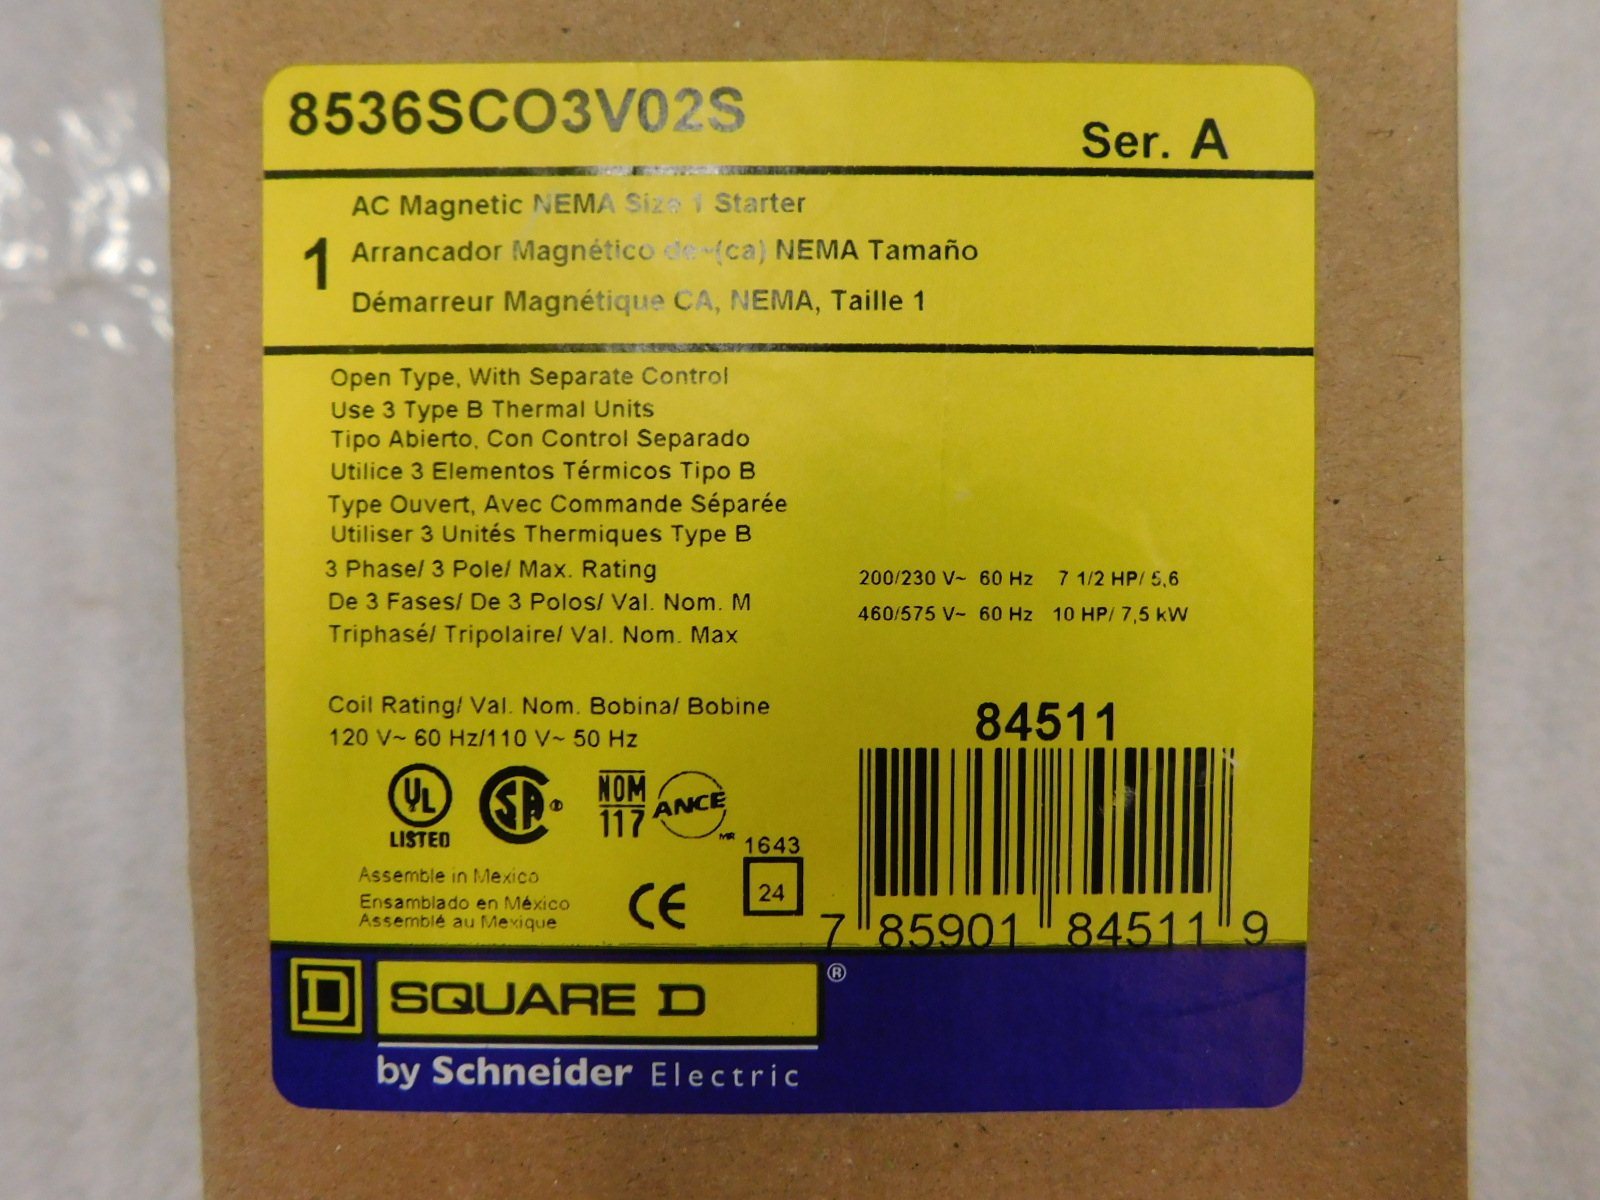 8536SCO3V02S
Ser. A
1
AC Magnetic NEMA Size 1 Starter
Arrancador Magnético de~(ca) NEMA Tamaño
Démarreur Magnétique CA, NEMA, Taille 1
Open Type, With Separate Control
Use 3 Type B Thermal Units
Tipo Abierto, Con Control Separado
Utilice 3 Elementos Térmicos Tipo B
Type Ouvert, Avec Commande Séparée
Utiliser 3 Unités Thermiques Type B
3 Phase/ 3 Pole/ Max. Rating
De 3 Fases/ De 3 Polos/ Val. Nom. M
Triphasé/ Tripolaire/ Val. Nom. Max
200/230 V~ 60 Hz 7 1/2 HP/ 5,6
460/575 V~ 60 Hz 10 HP/ 7,5 kW
Coil Rating/ Val. Nom. Bobina/ Bobine
120 V~ 60 Hz/110 V~ 50 Hz
84511
UL
LISTED
SA ®
NOM
117
ANCE
MR
1643
24
Assemble in Mexico
Ensamblado en México
Assemblé au Mexique
CE
7 85901 84511 9
D SQUARE D ®
by Schneider Electric